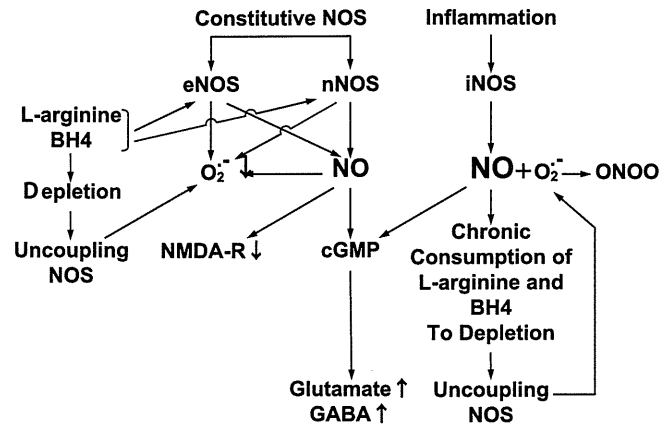 Constitutive NOS
Inflammation
eNOS
nNOS
iNOS
L-arginine
BH4
O₂·⁻ ↓
NO
NO + O₂·⁻ → ONOO
Depletion
Uncoupling
NOS
NMDA-R ↓
cGMP
Chronic
Consumption of
L-arginine and
BH4
To Depletion
Glutamate ↑
GABA ↑
Uncoupling
NOS